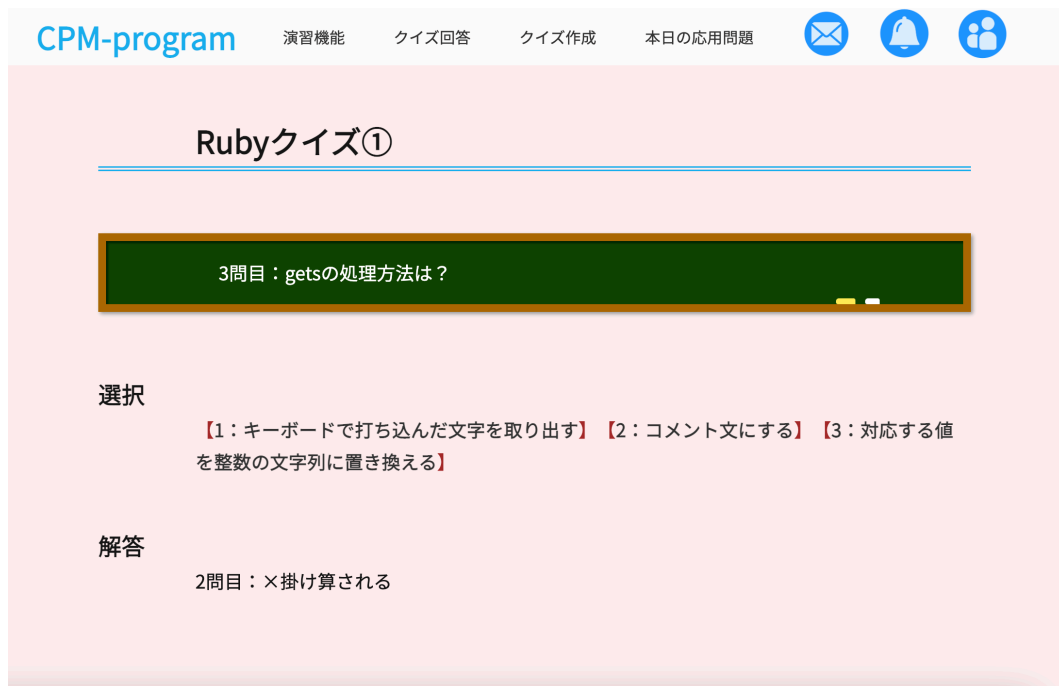 CPM-program 演習機能 クイズ回答 クイズ作成 本日の応用問題
Rubyクイズ①
3問目：getsの処理方法は？
選択
【1：キーボードで打ち込んだ文字を取り出す】【2：コメント文にする】【3：対応する値
を整数の文字列に置き換える】
解答
2問目：×掛け算される